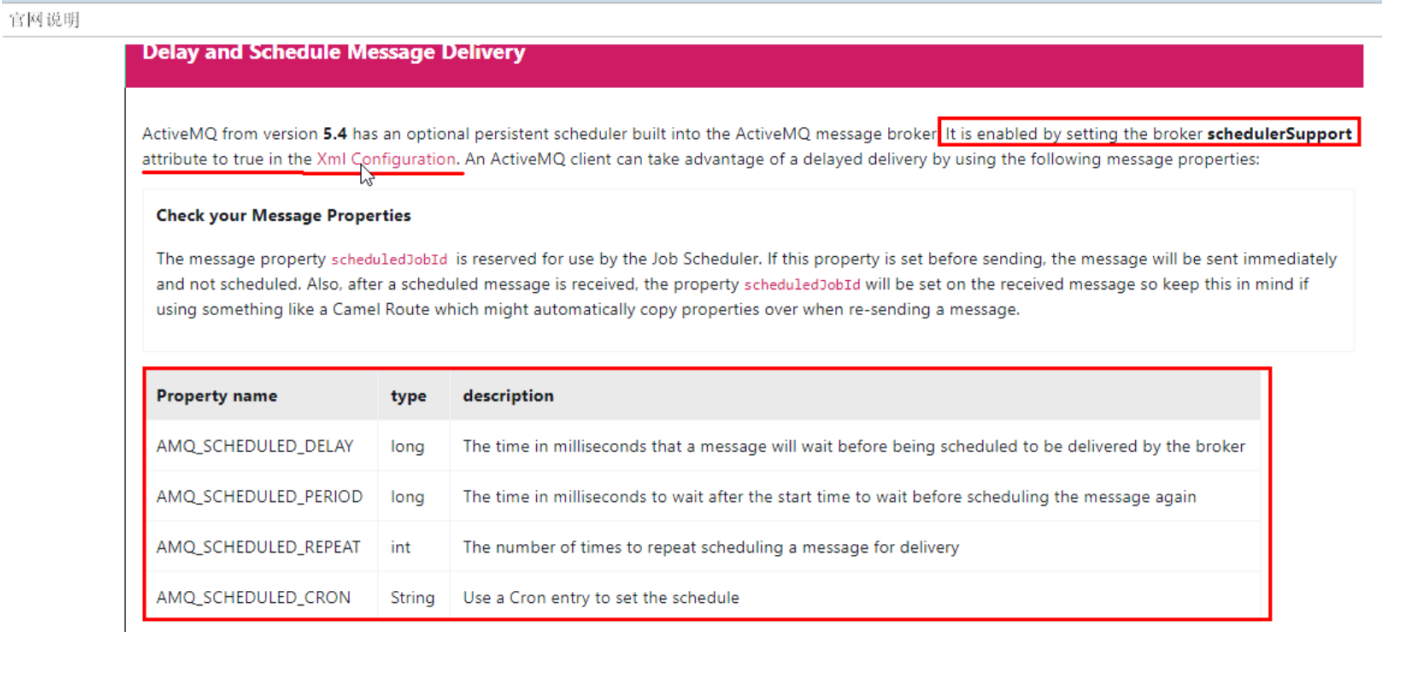 官网说明
Delay and Schedule Message Delivery
ActiveMQ from version 5.4 has an optional persistent scheduler built into the ActiveMQ message broker. It is enabled by setting the broker schedulerSupport
attribute to true in the Xml Configuration. An ActiveMQ client can take advantage of a delayed delivery by using the following message properties:
Check your Message Properties
The message property scheduledJobId is reserved for use by the Job Scheduler. If this property is set before sending, the message will be sent immediately
and not scheduled. Also, after a scheduled message is received, the property scheduledJobId will be set on the received message so keep this in mind if
using something like a Camel Route which might automatically copy properties over when re-sending a message.
Property name type description
AMQ_SCHEDULED_DELAY long The time in milliseconds that a message will wait before being scheduled to be delivered by the broker
AMQ_SCHEDULED_PERIOD long The time in milliseconds to wait after the start time to wait before scheduling the message again
AMQ_SCHEDULED_REPEAT int The number of times to repeat scheduling a message for delivery
AMQ_SCHEDULED_CRON String Use a Cron entry to set the schedule